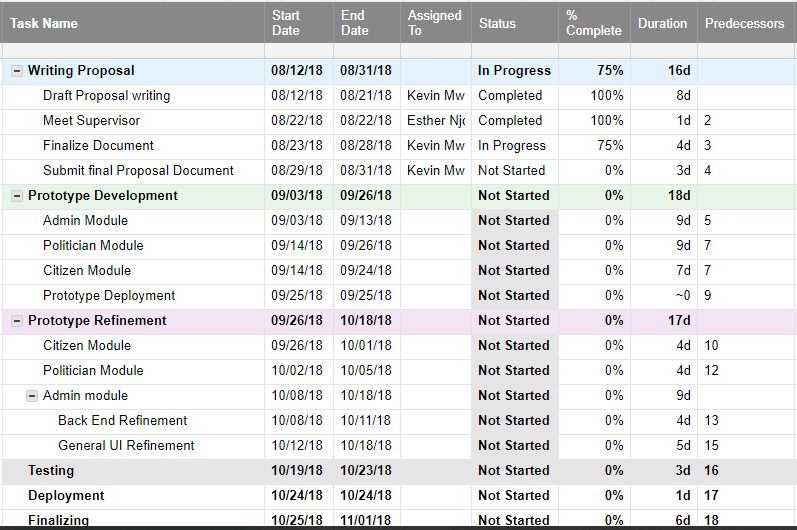 Task Name Start Date End Date Assigned To Status % Complete Duration Predecessors
Writing Proposal 08/12/18 08/31/18 In Progress 75% 16d
Draft Proposal writing 08/12/18 08/21/18 Kevin Mw Completed 100% 8d
Meet Supervisor 08/22/18 08/22/18 Esther Njo Completed 100% 1d 2
Finalize Document 08/23/18 08/28/18 Kevin Mw In Progress 75% 4d 3
Submit final Proposal Document 08/29/18 08/31/18 Kevin Mw Not Started 0% 3d 4
Prototype Development 09/03/18 09/26/18 Not Started 0% 18d
Admin Module 09/03/18 09/13/18 Not Started 0% 9d 5
Politician Module 09/14/18 09/26/18 Not Started 0% 9d 7
Citizen Module 09/14/18 09/24/18 Not Started 0% 7d 7
Prototype Deployment 09/25/18 09/25/18 Not Started 0% ~0 9
Prototype Refinement 09/26/18 10/18/18 Not Started 0% 17d
Citizen Module 09/26/18 10/01/18 Not Started 0% 4d 10
Politician Module 10/02/18 10/05/18 Not Started 0% 4d 12
Admin module 10/08/18 10/18/18 Not Started 0% 9d
Back End Refinement 10/08/18 10/11/18 Not Started 0% 4d 13
General UI Refinement 10/12/18 10/18/18 Not Started 0% 5d 15
Testing 10/19/18 10/23/18 Not Started 0% 3d 16
Deployment 10/24/18 10/24/18 Not Started 0% 1d 17
Finalizing 10/25/18 11/01/18 Not Started 0% 6d 18